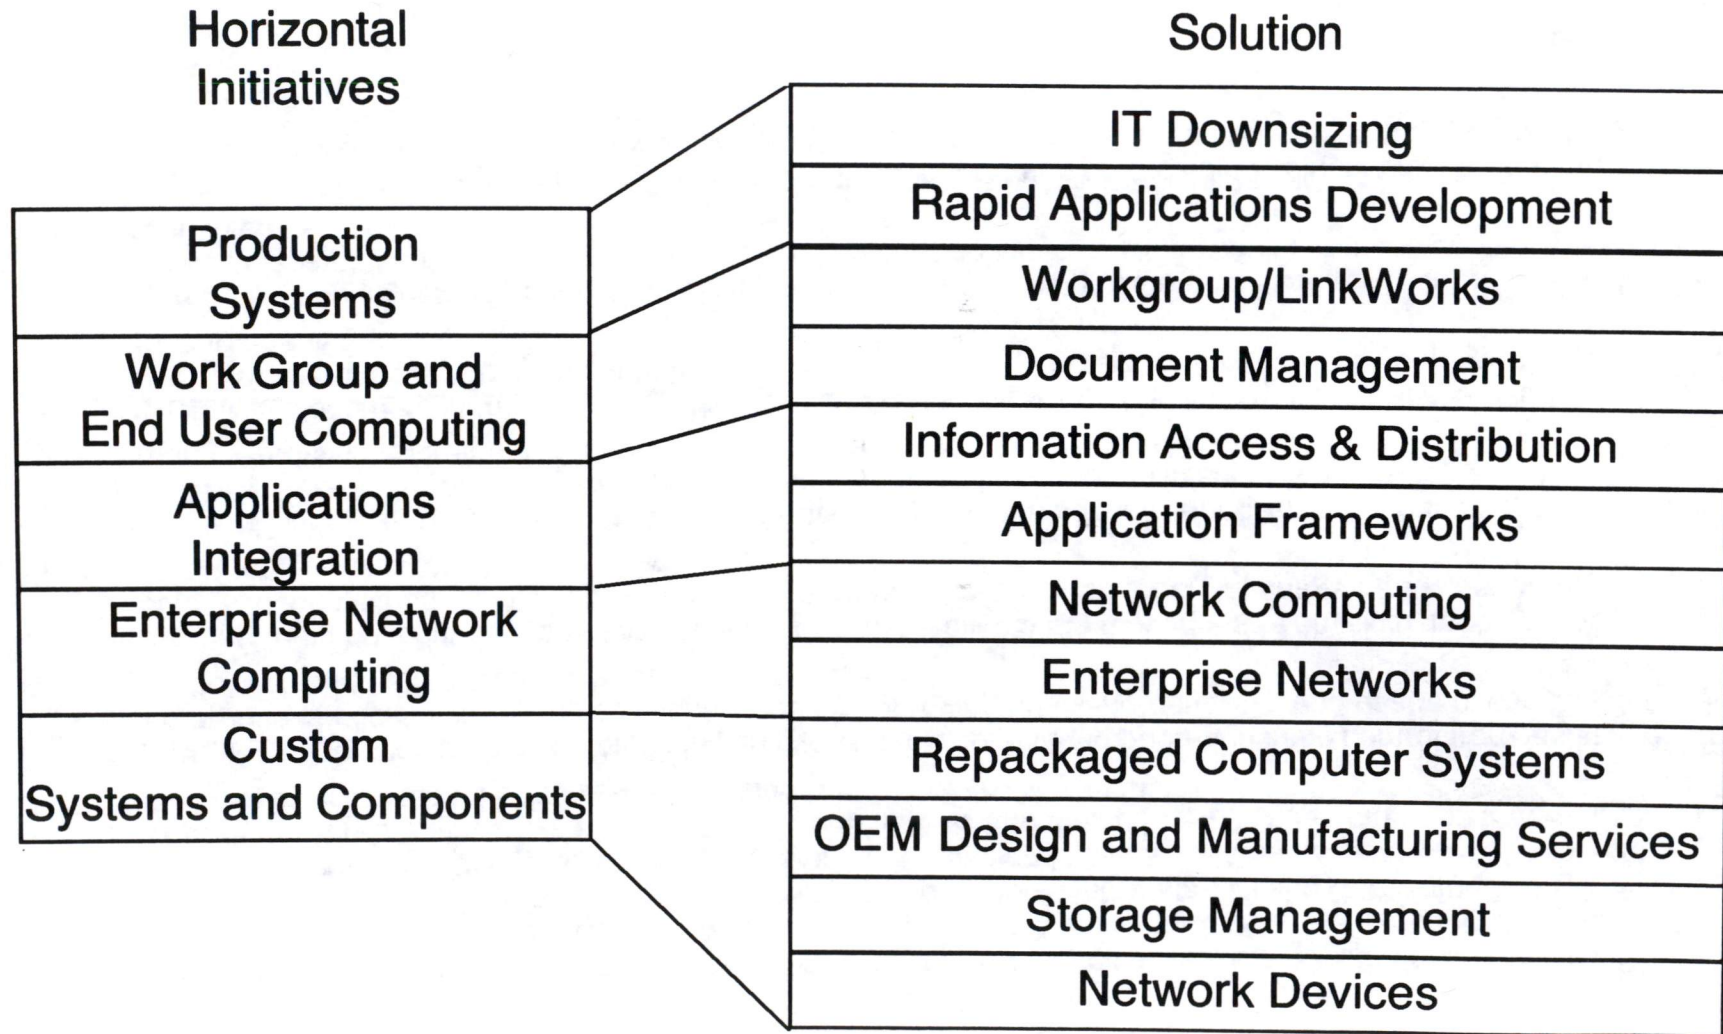 Horizontal
Initiatives
Production
Systems
Work Group and
End User Computing
Applications
Integration
Enterprise Network
Computing
Custom
Systems and Components
Solution
IT Downsizing
Rapid Applications Development
Workgroup/LinkWorks
Document Management
Information Access & Distribution
Application Frameworks
Network Computing
Enterprise Networks
Repackaged Computer Systems
OEM Design and Manufacturing Services
Storage Management
Network Devices